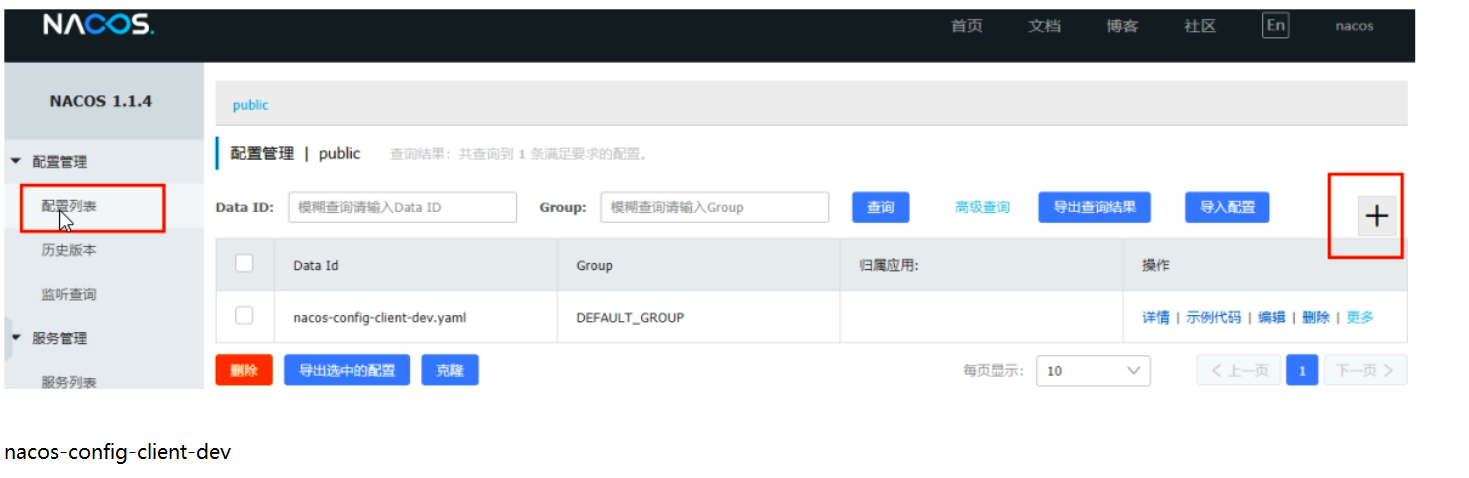 NACOS. 首页 文档 博客 社区 En nacos
NACOS 1.1.4
public
配置管理
配置管理 | public 查询结果：共查询到 1 条满足要求的配置。
配置列表
Data ID: 模糊查询请输入Data ID Group: 模糊查询请输入Group 查询 高级查询 导出查询结果 导入配置 +
历史版本
Data Id Group 归属应用: 操作
监听查询
nacos-config-client-dev.yaml DEFAULT_GROUP 详情 | 示例代码 | 编辑 | 删除 | 更多
服务管理
删除 导出选中的配置 克隆 每页显示: 10 < 上一页 1 下一页 >
服务列表
nacos-config-client-dev